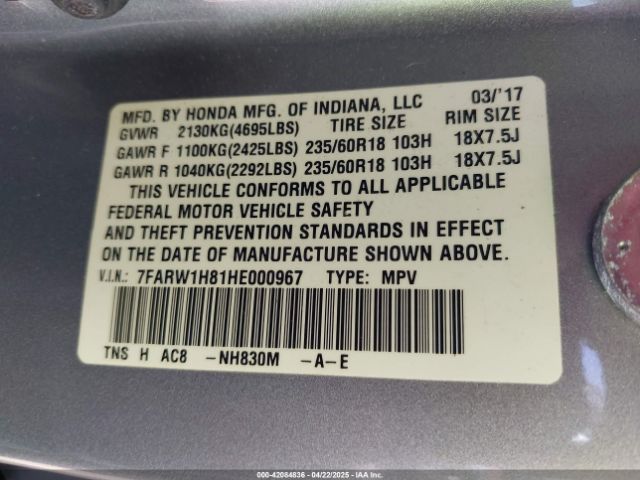 MFD. BY HONDA MFG. OF INDIANA, LLC 03/'17
GVWR 2130KG(4695LBS) TIRE SIZE RIM SIZE
GAWR F 1100KG(2425LBS) 235/60R18 103H 18X7.5J
GAWR R 1040KG(2292LBS) 235/60R18 103H 18X7.5J
THIS VEHICLE CONFORMS TO ALL APPLICABLE
FEDERAL MOTOR VEHICLE SAFETY
AND THEFT PREVENTION STANDARDS IN EFFECT
ON THE DATE OF MANUFACTURE SHOWN ABOVE.
V.I.N.: 7FARW1H81HE000967 TYPE: MPV
TNS H AC8 -NH830M -A-E
000-42084836 - 04/22/2025 - IAAI.COM